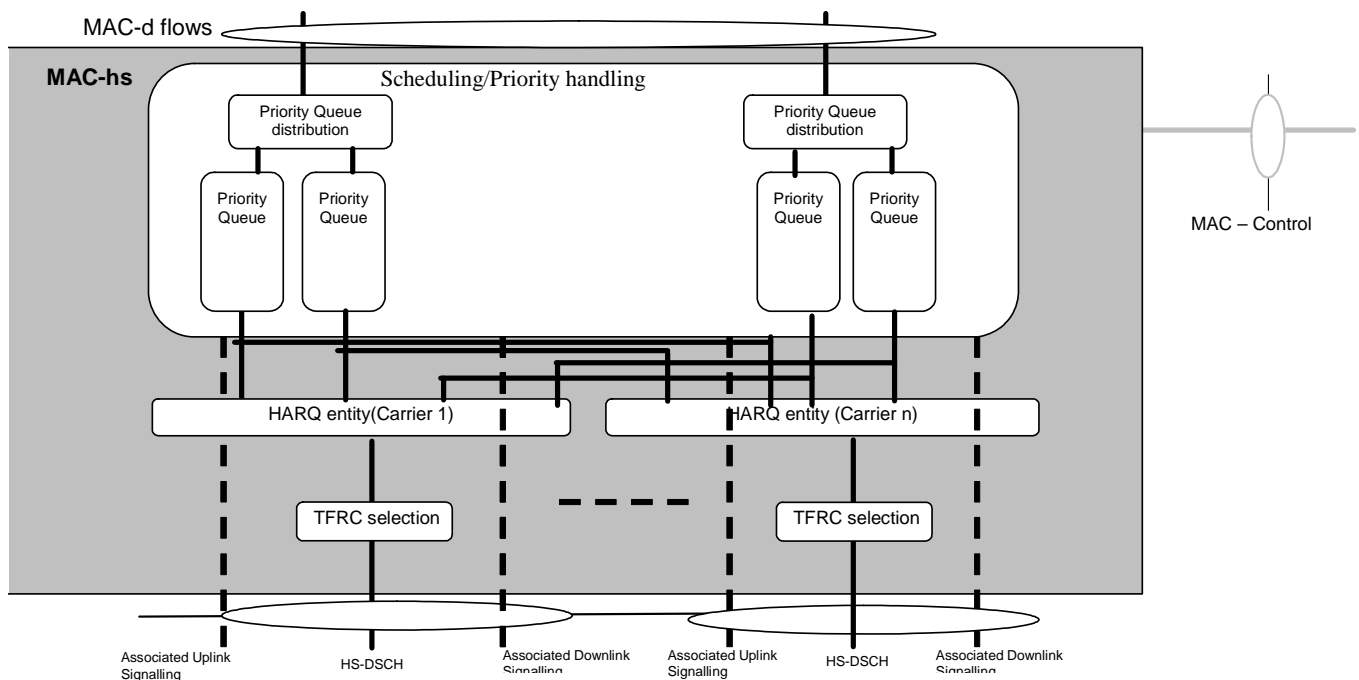 MAC-d flows
MAC-hs
Scheduling/Priority handling
Priority Queue
distribution
Priority Queue
distribution
Priority
Queue
Priority
Queue
Priority
Queue
Priority
Queue
MAC – Control
HARQ entity(Carrier 1)
HARQ entity (Carrier n)
TFRC selection
TFRC selection
Associated Uplink
Signalling
HS-DSCH
Associated Downlink
Signalling
Associated Uplink
Signalling
HS-DSCH
Associated Downlink
Signalling